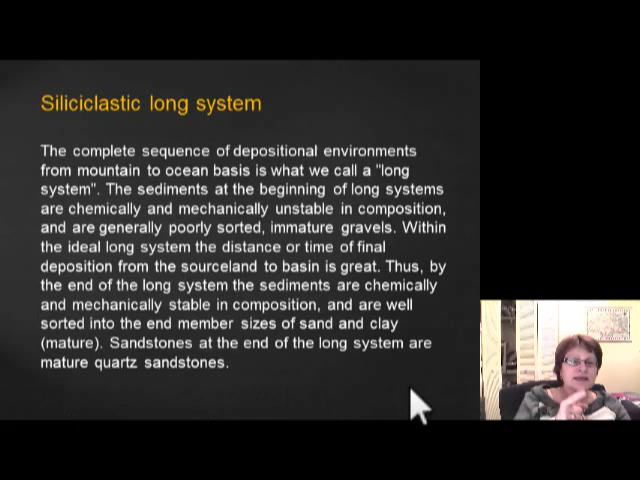 Siliciclastic long system
The complete sequence of depositional environments
from mountain to ocean basis is what we call a "long
system". The sediments at the beginning of long systems
are chemically and mechanically unstable in composition,
and are generally poorly sorted, immature gravels. Within
the ideal long system the distance or time of final
deposition from the sourceland to basin is great. Thus, by
the end of the long system the sediments are chemically
and mechanically stable in composition, and are well
sorted into the end member sizes of sand and clay
(mature). Sandstones at the end of the long system are
mature quartz sandstones.